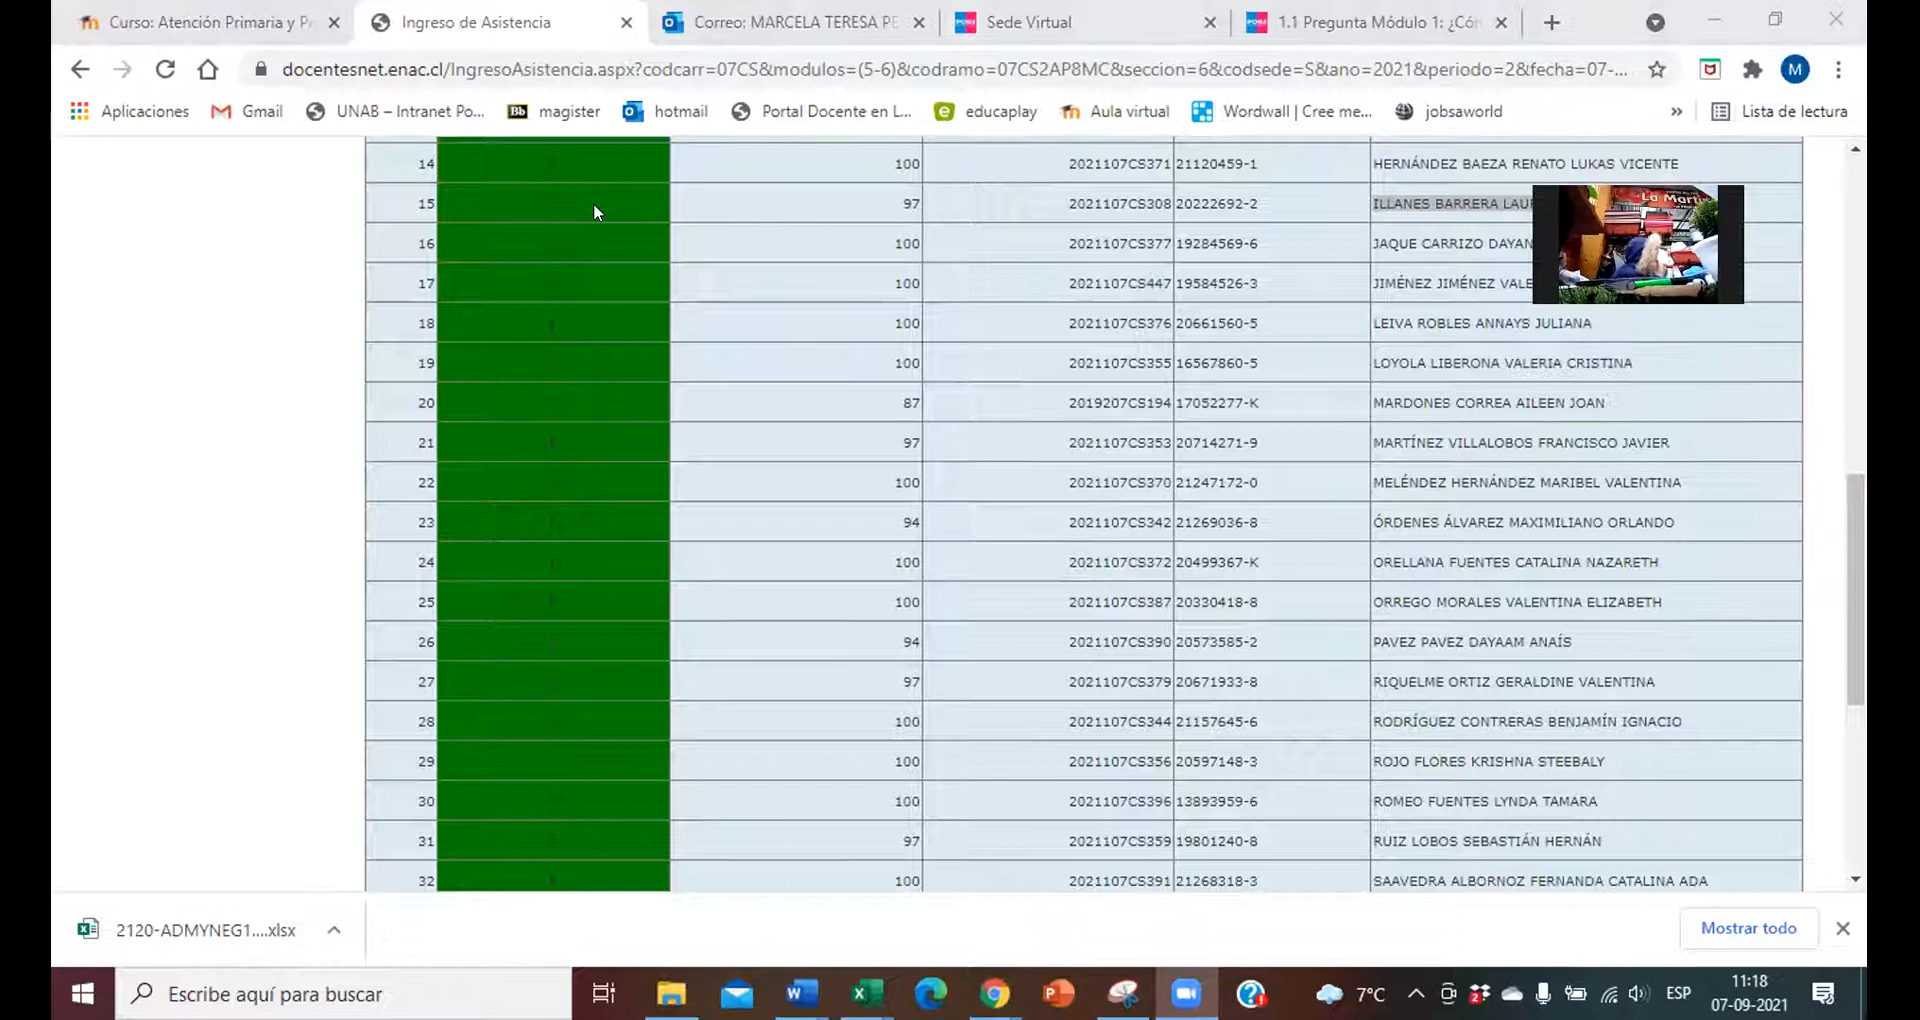 Curso: Atención Primaria y Pr
Ingreso de Asistencia
Correo: MARCELA TERESA PE
Sede Virtual
1.1 Pregunta Módulo 1: ¿Cór
docentesnet.enac.cl/IngresoAsistencia.aspx?codcarr=07CS&modulos=(5-6)&codramo=07CS2AP8MC&seccion=6&codsede=S&ano=2021&periodo=2&fecha=07-...
M
Aplicaciones
Gmail
UNAB – Intranet Po...
Bb magister
hotmail
Portal Docente en L...
educaplay
Aula virtual
Wordwall | Cree me...
jobsaworld
»
Lista de lectura
14 100 2021107CS371 21120459-1 HERNÁNDEZ BAEZA RENATO LUKAS VICENTE
15 97 2021107CS308 20222692-2 ILLANES BARRERA LAUR
16 100 2021107CS377 19284569-6 JAQUE CARRIZO DAYAN
17 100 2021107CS447 19584526-3 JIMÉNEZ JIMÉNEZ VALE
18 100 2021107CS376 20661560-5 LEIVA ROBLES ANNAYS JULIANA
19 100 2021107CS355 16567860-5 LOYOLA LIBERONA VALERIA CRISTINA
20 87 2019207CS194 17052277-K MARDONES CORREA AILEEN JOAN
21 97 2021107CS353 20714271-9 MARTÍNEZ VILLALOBOS FRANCISCO JAVIER
22 100 2021107CS370 21247172-0 MELÉNDEZ HERNÁNDEZ MARIBEL VALENTINA
23 94 2021107CS342 21269036-8 ÓRDENES ÁLVAREZ MAXIMILIANO ORLANDO
24 100 2021107CS372 20499367-K ORELLANA FUENTES CATALINA NAZARETH
25 100 2021107CS387 20330418-8 ORREGO MORALES VALENTINA ELIZABETH
26 94 2021107CS390 20573585-2 PAVEZ PAVEZ DAYAAM ANAÍS
27 97 2021107CS379 20671933-8 RIQUELME ORTIZ GERALDINE VALENTINA
28 100 2021107CS344 21157645-6 RODRÍGUEZ CONTRERAS BENJAMÍN IGNACIO
29 100 2021107CS356 20597148-3 ROJO FLORES KRISHNA STEEBALY
30 100 2021107CS396 13893959-6 ROMEO FUENTES LYNDA TAMARA
31 97 2021107CS359 19801240-8 RUIZ LOBOS SEBASTIÁN HERNÁN
32 100 2021107CS391 21268318-3 SAAVEDRA ALBORNOZ FERNANDA CATALINA ADA
2120-ADMYNEG1....xlsx
Mostrar todo
Escribe aquí para buscar
7°C
ESP
11:18
07-09-2021